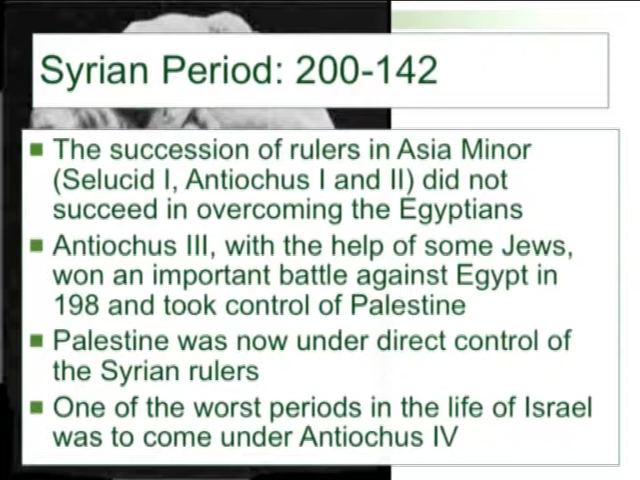 Syrian Period: 200-142
The succession of rulers in Asia Minor
(Selucid I, Antiochus I and II) did not
succeed in overcoming the Egyptians
Antiochus III, with the help of some Jews,
won an important battle against Egypt in
198 and took control of Palestine
Palestine was now under direct control of
the Syrian rulers
One of the worst periods in the life of Israel
was to come under Antiochus IV